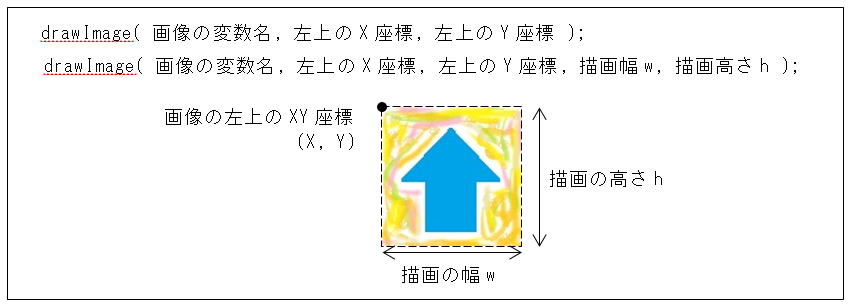 drawImage( 画像の変数名, 左上のX座標, 左上のY座標 );
drawImage( 画像の変数名, 左上のX座標, 左上のY座標, 描画幅w, 描画高さh );
画像の左上のXY座標
(X, Y)
描画の高さh
描画の幅w